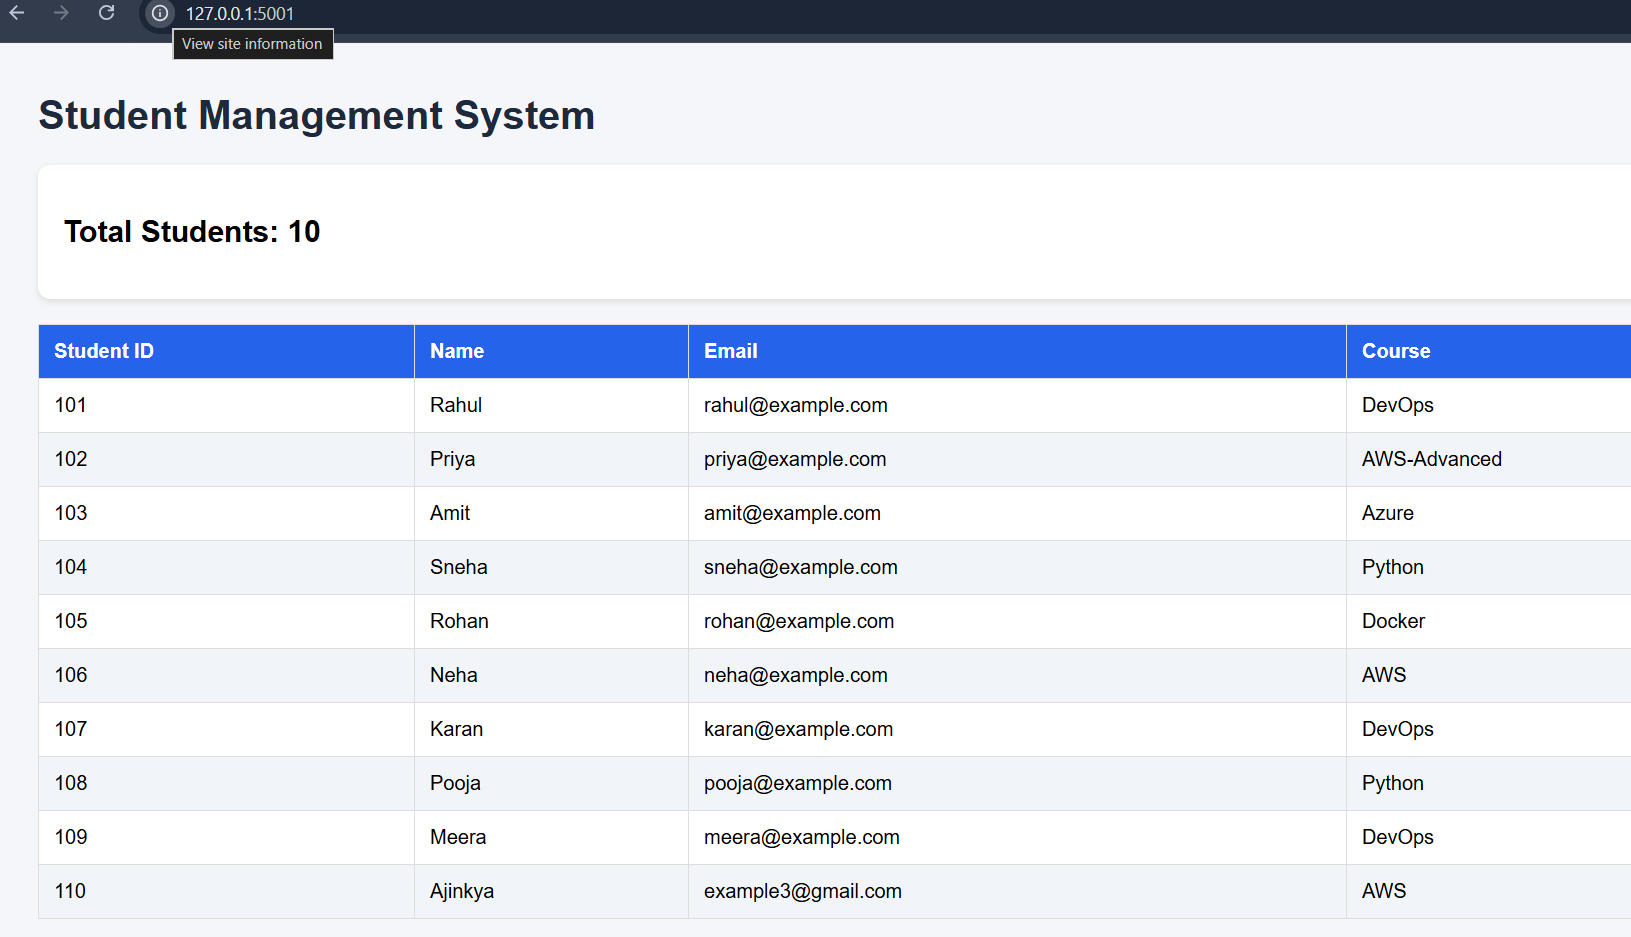 127.0.0.1:5001
View site information
Student Management System
Total Students: 10
Student ID Name Email Course
101 Rahul rahul@example.com DevOps
102 Priya priya@example.com AWS-Advanced
103 Amit amit@example.com Azure
104 Sneha sneha@example.com Python
105 Rohan rohan@example.com Docker
106 Neha neha@example.com AWS
107 Karan karan@example.com DevOps
108 Pooja pooja@example.com Python
109 Meera meera@example.com DevOps
110 Ajinkya example3@gmail.com AWS